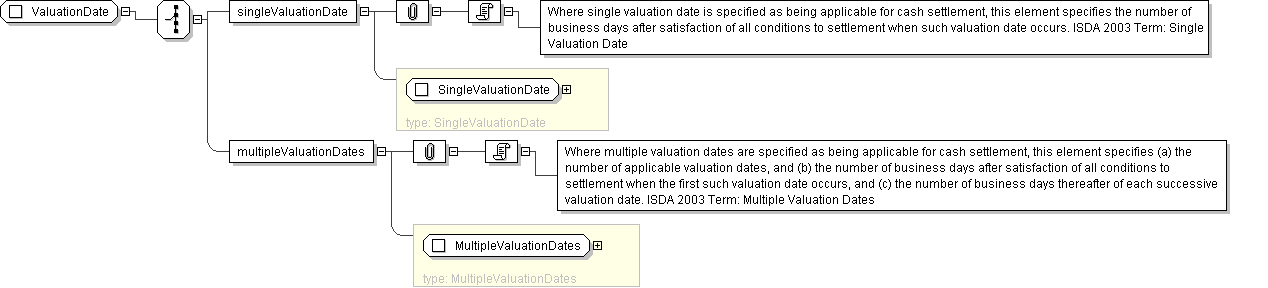 ValuationDate
singleValuationDate
Where single valuation date is specified as being applicable for cash settlement, this element specifies the number of
business days after satisfaction of all conditions to settlement when such valuation date occurs. ISDA 2003 Term: Single
Valuation Date
SingleValuationDate
type: SingleValuationDate
multipleValuationDates
Where multiple valuation dates are specified as being applicable for cash settlement, this element specifies (a) the
number of applicable valuation dates, and (b) the number of business days after satisfaction of all conditions to
settlement when the first such valuation date occurs, and (c) the number of business days thereafter of each successive
valuation date. ISDA 2003 Term: Multiple Valuation Dates
MultipleValuationDates
type: MultipleValuationDates